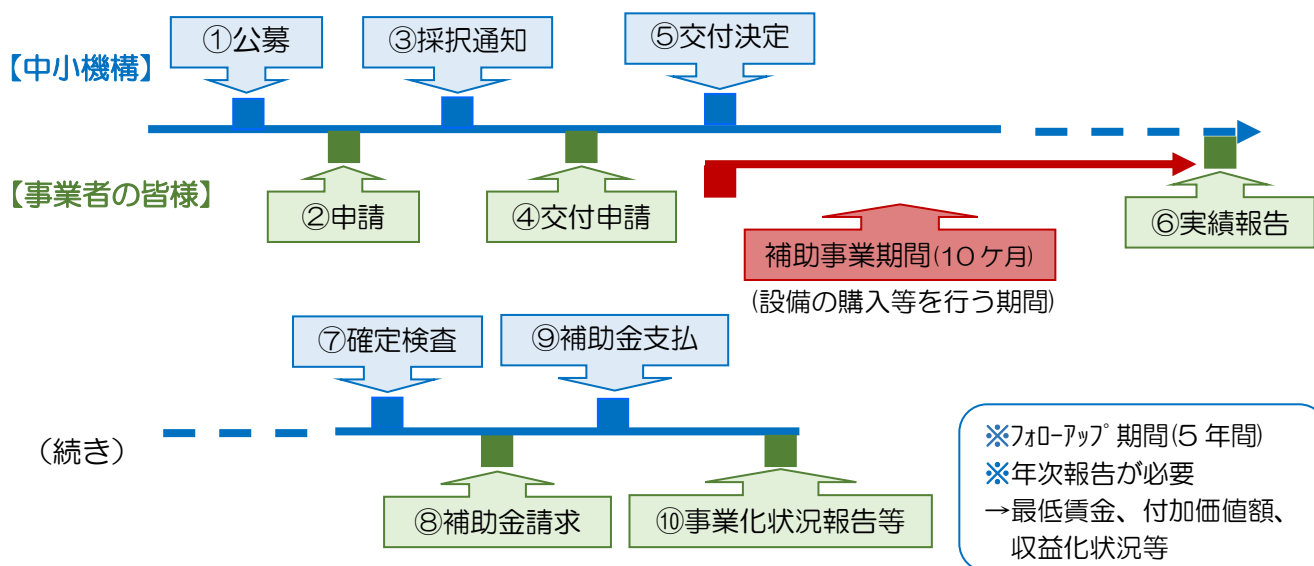 ①公募
③採択通知
⑤交付決定
【中小機構】
【事業者の皆様】
②申請
④交付申請
⑥実績報告
補助事業期間(10ケ月)
(設備の購入等を行う期間)
⑦確定検査
⑨補助金支払
(続き)
⑧補助金請求
⑩事業化状況報告等
※ﾌｫﾛｰｱｯﾌﾟ期間(5年間)
※年次報告が必要
→最低賃金、付加価値額、
収益化状況等